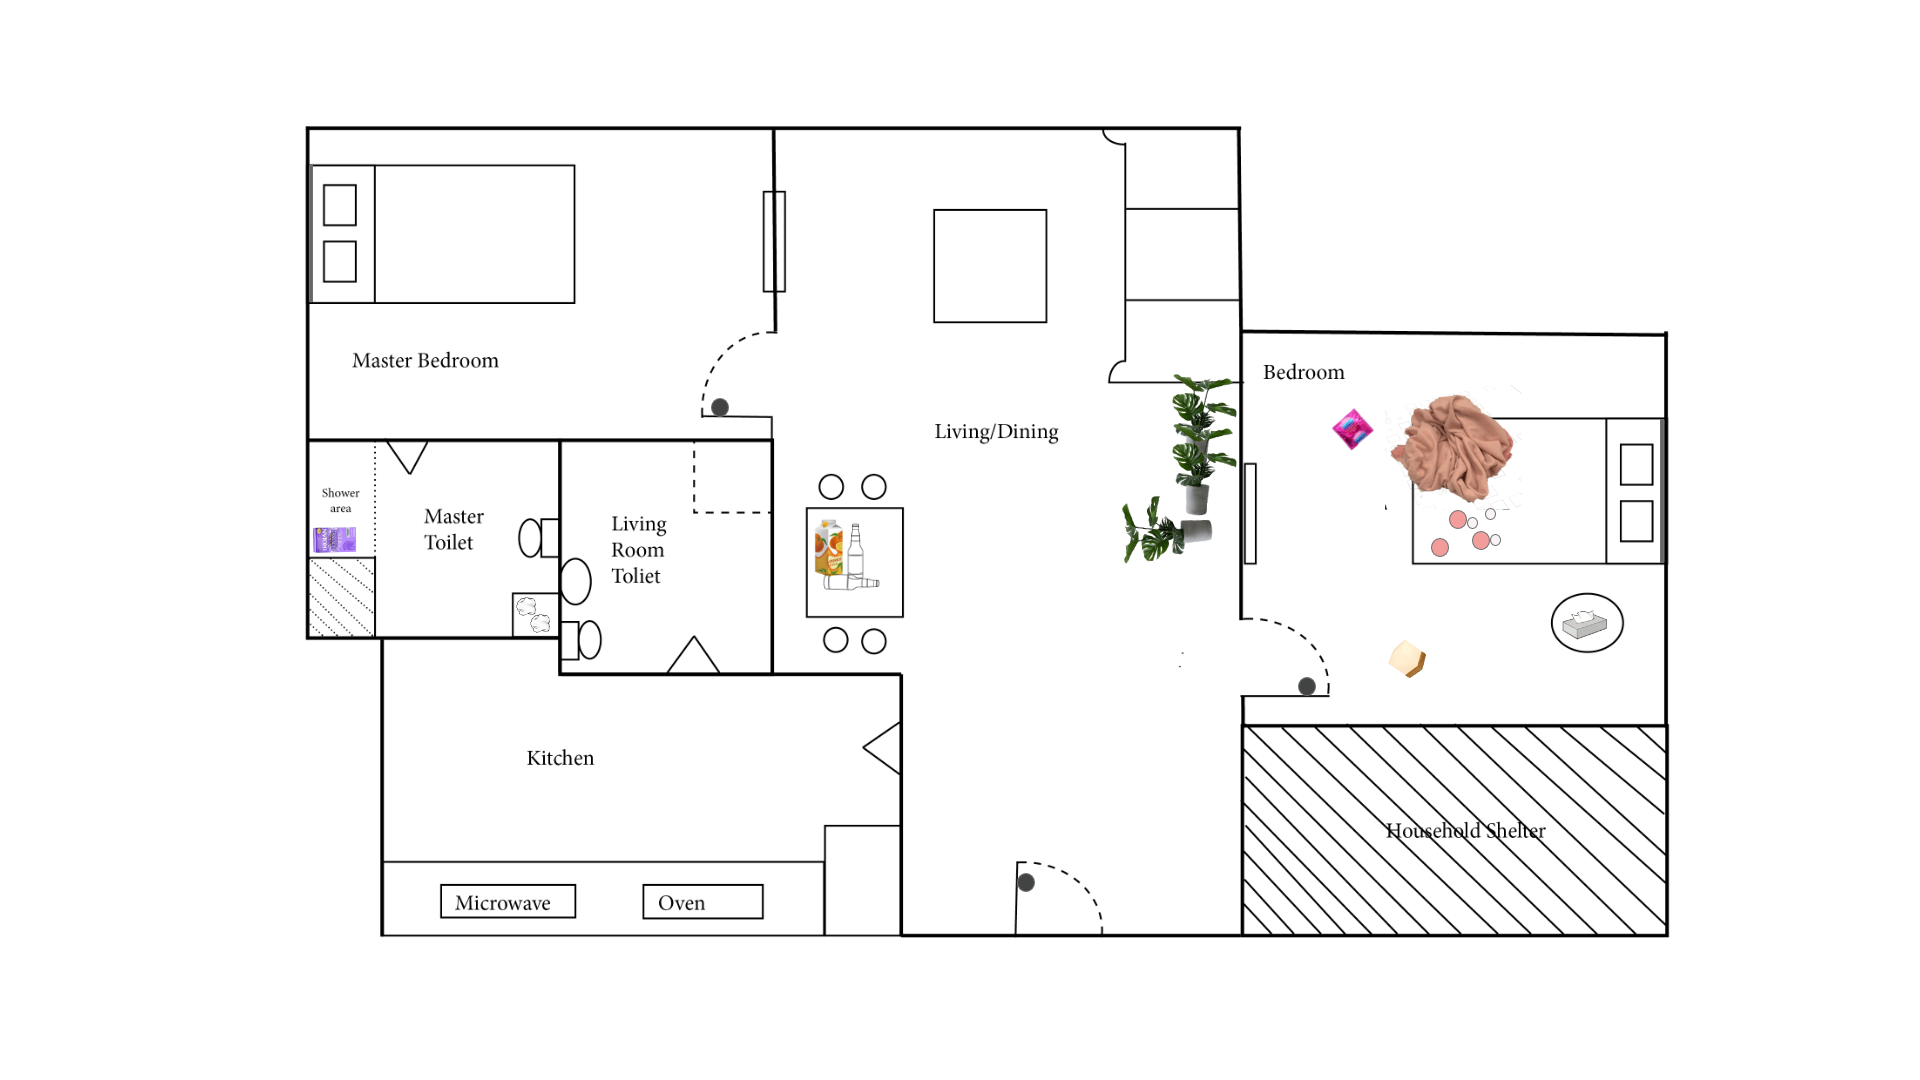 Bedroom
Master Bedroom
Living/Dining
Shower
area
Master
Toilet
Living
Room
Toliet
Kitchen
Household Shelter
Microwave
Oven